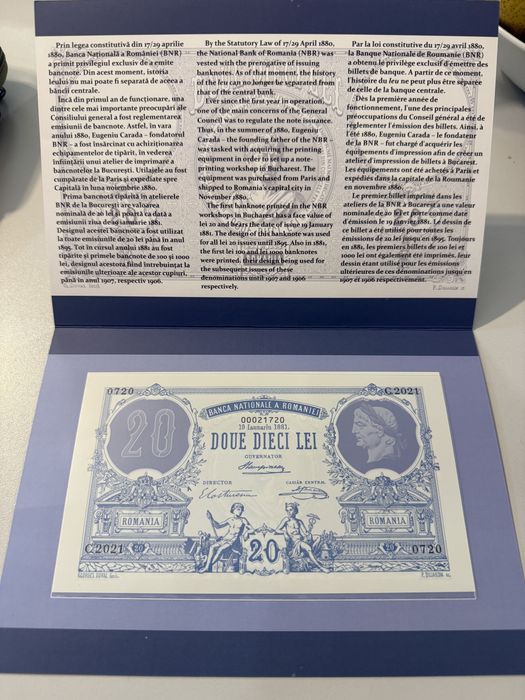 Prin legea constitutivă din 17/29 aprilie
1880, Banca Națională a României (BNR)
a primit privilegiul exclusiv de a emite
bancnote. Din acest moment, istoria
leului nu mai poate fi separată de aceea a
băncii centrale.
Încă din primul an de funcționare, una
dintre cele mai importante preocupări ale
Consiliului general a fost reglementarea
emisiunii de bancnote. Astfel, în vara
anului 1880, Eugeniu Carada - fondatorul
BNR - a fost însărcinat cu achiziționarea
echipamentelor de tipărit, în vederea
înființării unui atelier de imprimare a
bancnotelor la București. Utilajele au fost
cumpărate de la Paris și expediate spre
Capitală în luna noiembrie 1880.
Prima bancnotă tipărită în atelierele
BNR de la București are valoarea
nominală de 20 lei și poartă ca dată a
emisiunii ziua de 19 ianuarie 1881.
Designul acestei bancnote a fost utilizat
la toate emisiunile de 20 lei până în anul
1895. Tot în cursul anului 1881 au fost
tipărite și primele bancnote de 100 și 1000
lei, designul acestora fiind întrebuințat la
emisiunile ulterioare ale acestor cupiuri,
până în anul 1907, respectiv 1906.
By the Statutory Law of 17/29 April 1880,
the National Bank of Romania (NBR) was
vested with the prerogative of issuing
banknotes. As of that moment, the history
of the leu can no longer be separated from
that of the central bank.
Ever since the first year in operation,
one of the main concerns of the General
Council was to regulate the note issuance.
Thus, in the summer of 1880, Eugeniu
Carada - the founding father of the NBR -
was tasked with acquiring the printing
equipment in order to set up a note-
printing workshop in Bucharest. The
equipment was purchased from Paris and
shipped to Romania's capital city in
November 1880.
The first banknote printed in the NBR
workshops in Bucharest has a face value of
lei 20 and bears the date of issue 19 January
1881. The design of this banknote was used
for all lei 20 issues until 1895. Also in 1881,
the first lei 100 and lei 1000 banknotes
were printed, their design being used for
the subsequent issues of these
denominations until 1907 and 1906
respectively.
Par la loi constitutive du 17/29 avril 1880,
la Banque Nationale de Roumanie (BNR)
a obtenu le privilège exclusif d'émettre des
billets de banque. A partir de ce moment,
l'histoire du leu ne peut plus être séparée
de celle de la banque centrale.
Dès la première année de
fonctionnement, l'une des principales
préoccupations du Conseil général a été de
réglementer l'émission des billets. Ainsi, à
l'été 1880, Eugeniu Carada - le fondateur
de la BNR - fut chargé d'acquérir les
équipements d'impression afin de créer un
atelier d'impression de billets à Bucarest.
Les équipements ont été achetés à Paris et
expédiés dans la capitale de la Roumanie
en novembre 1880.
Le premier billet imprimé dans les
ateliers de la BNR à Bucarest a une valeur
nominale de 20 lei et porte comme date
d'émission le 19 janvier 1881. Le dessin de
ce billet a été utilisé pour toutes les
émissions de 20 lei jusqu'en 1895. Toujours
en 1881, les premiers billets de 100 lei et
1000 lei ont également été imprimés, leur
dessin étant utilisé pour les émissions
ultérieures de ces dénominations jusqu'en
1907 et 1906 respectivement.
0720
C.2021
BANCA NATIONALE A ROMANIEI
00021720
19 Ianuariu 1881.
20
DOUE DIECI LEI
GUVERNATOR
DIRECTOR
CASIAR CENTRAL
ROMANIA
ROMANIA
C.2021
20
0720
GEORGES DUVAL fecit.